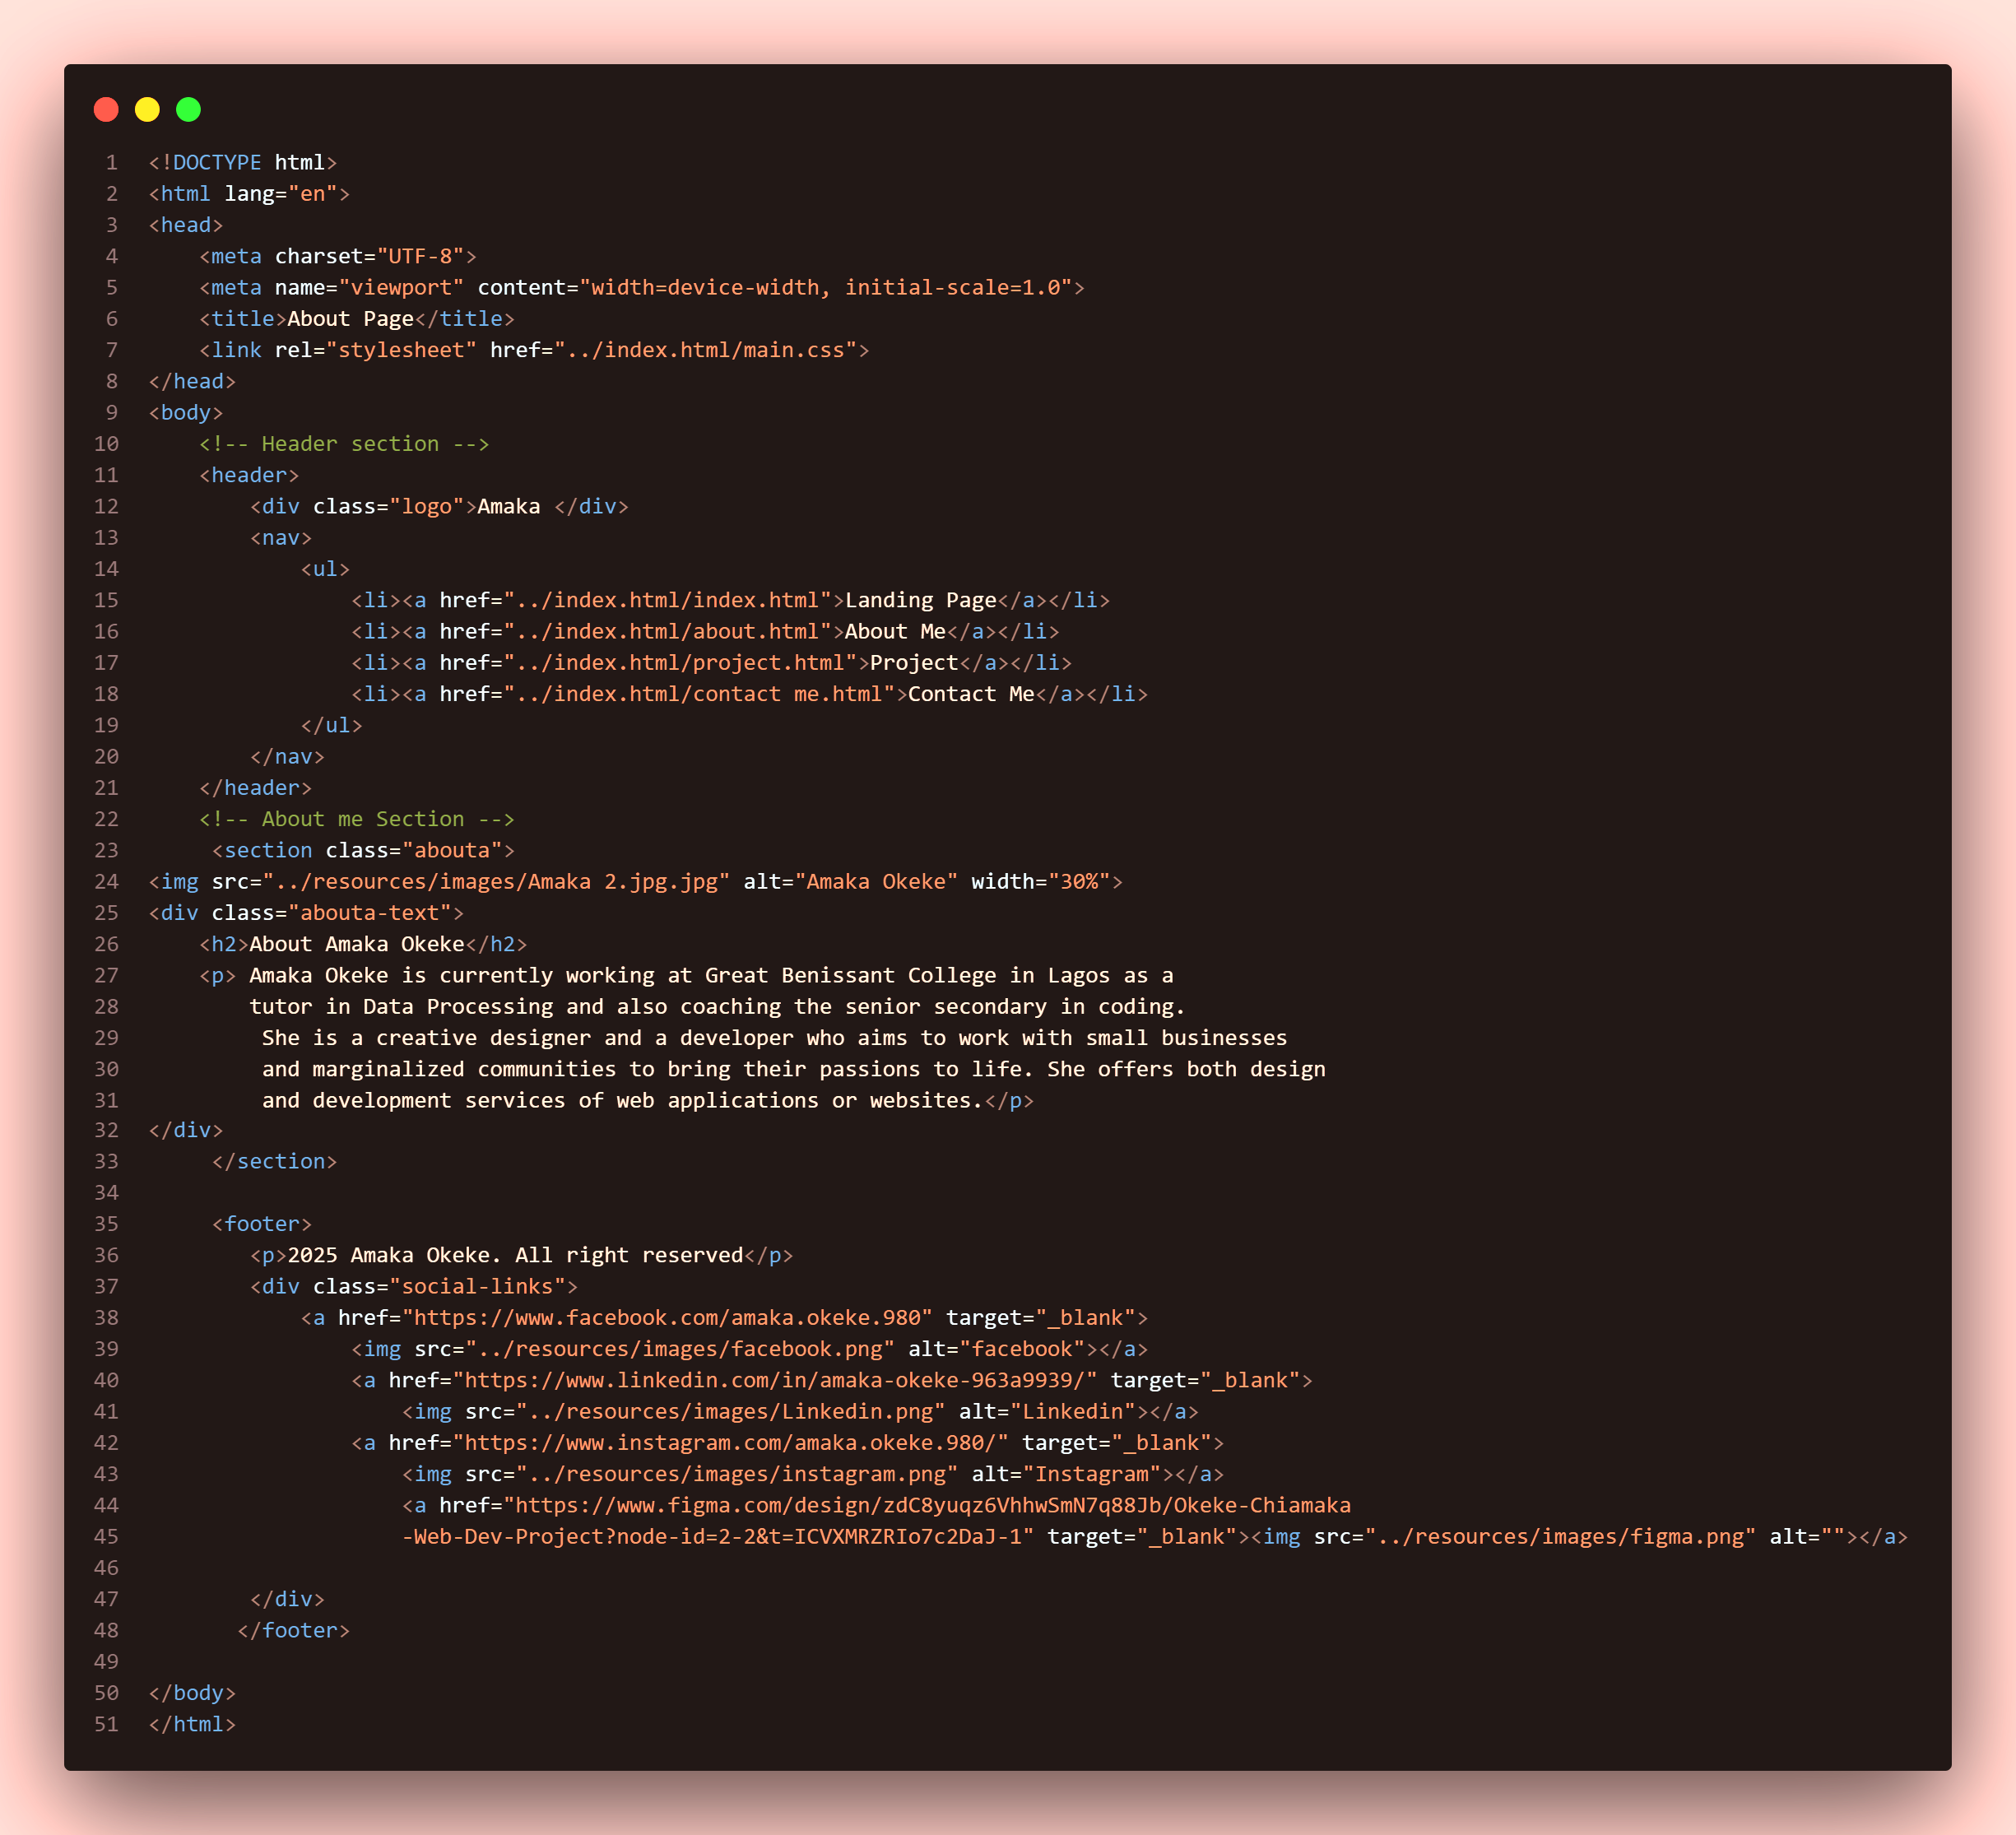 1 <!DOCTYPE html>
2 <html lang="en">
3 <head>
4     <meta charset="UTF-8">
5     <meta name="viewport" content="width=device-width, initial-scale=1.0">
6     <title>About Page</title>
7     <link rel="stylesheet" href="../index.html/main.css">
8 </head>
9 <body>
10     <!-- Header section -->
11     <header>
12         <div class="logo">Amaka </div>
13         <nav>
14             <ul>
15                 <li><a href="../index.html/index.html">Landing Page</a></li>
16                 <li><a href="../index.html/about.html">About Me</a></li>
17                 <li><a href="../index.html/project.html">Project</a></li>
18                 <li><a href="../index.html/contact me.html">Contact Me</a></li>
19             </ul>
20         </nav>
21     </header>
22     <!-- About me Section -->
23      <section class="abouta">
24 <img src="../resources/images/Amaka 2.jpg.jpg" alt="Amaka Okeke" width="30%">
25 <div class="abouta-text">
26     <h2>About Amaka Okeke</h2>
27     <p> Amaka Okeke is currently working at Great Benissant College in Lagos as a
28         tutor in Data Processing and also coaching the senior secondary in coding.
29          She is a creative designer and a developer who aims to work with small businesses
30          and marginalized communities to bring their passions to life. She offers both design
31          and development services of web applications or websites.</p>
32 </div>
33      </section>
34
35      <footer>
36         <p>2025 Amaka Okeke. All right reserved</p>
37         <div class="social-links">
38             <a href="https://www.facebook.com/amaka.okeke.980" target="_blank">
39                 <img src="../resources/images/facebook.png" alt="facebook"></a>
40                 <a href="https://www.linkedin.com/in/amaka-okeke-963a9939/" target="_blank">
41                     <img src="../resources/images/Linkedin.png" alt="Linkedin"></a>
42                 <a href="https://www.instagram.com/amaka.okeke.980/" target="_blank">
43                     <img src="../resources/images/instagram.png" alt="Instagram"></a>
44                     <a href="https://www.figma.com/design/zdC8yuqz6VhhwSmN7q88Jb/Okeke-Chiamaka
45                     -Web-Dev-Project?node-id=2-2&t=ICVXMRZRIo7c2DaJ-1" target="_blank"><img src="../resources/images/figma.png" alt=""></a>
46
47         </div>
48        </footer>
49
50 </body>
51 </html>